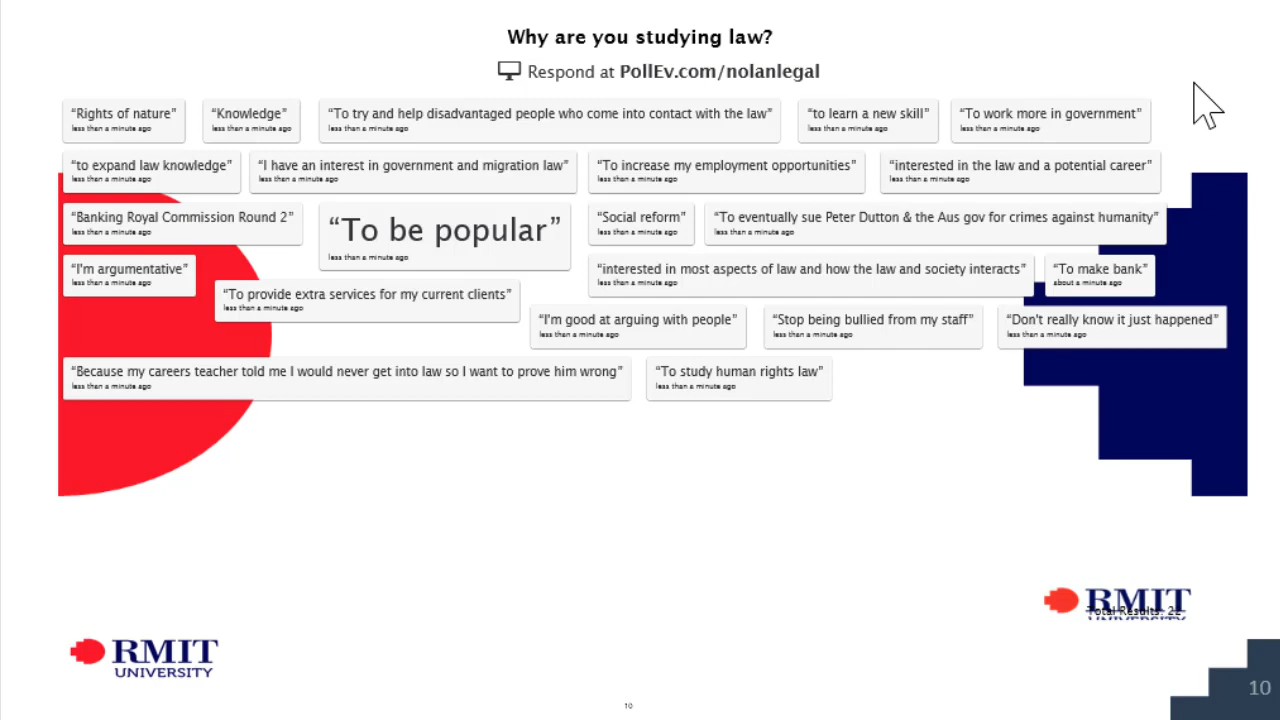 Why are you studying law?
Respond at PollEv.com/nolanlegal
“Rights of nature”
less than a minute ago
“Knowledge”
less than a minute ago
“To try and help disadvantaged people who come into contact with the law”
less than a minute ago
“to learn a new skill”
less than a minute ago
“To work more in government”
less than a minute ago
“to expand law knowledge”
less than a minute ago
“I have an interest in government and migration law”
less than a minute ago
“To increase my employment opportunities”
less than a minute ago
“interested in the law and a potential career”
less than a minute ago
“Banking Royal Commission Round 2”
less than a minute ago
“To be popular”
less than a minute ago
“Social reform”
less than a minute ago
“To eventually sue Peter Dutton & the Aus gov for crimes against humanity”
less than a minute ago
“I'm argumentative”
less than a minute ago
“To provide extra services for my current clients”
less than a minute ago
“interested in most aspects of law and how the law and society interacts”
less than a minute ago
“To make bank”
about a minute ago
“I'm good at arguing with people”
less than a minute ago
“Stop being bullied from my staff”
less than a minute ago
“Don't really know it just happened”
less than a minute ago
“Because my careers teacher told me I would never get into law so I want to prove him wrong”
less than a minute ago
“To study human rights law”
less than a minute ago
RMIT
Total Results: 22
UNIVERSITY
RMIT
UNIVERSITY
10
10